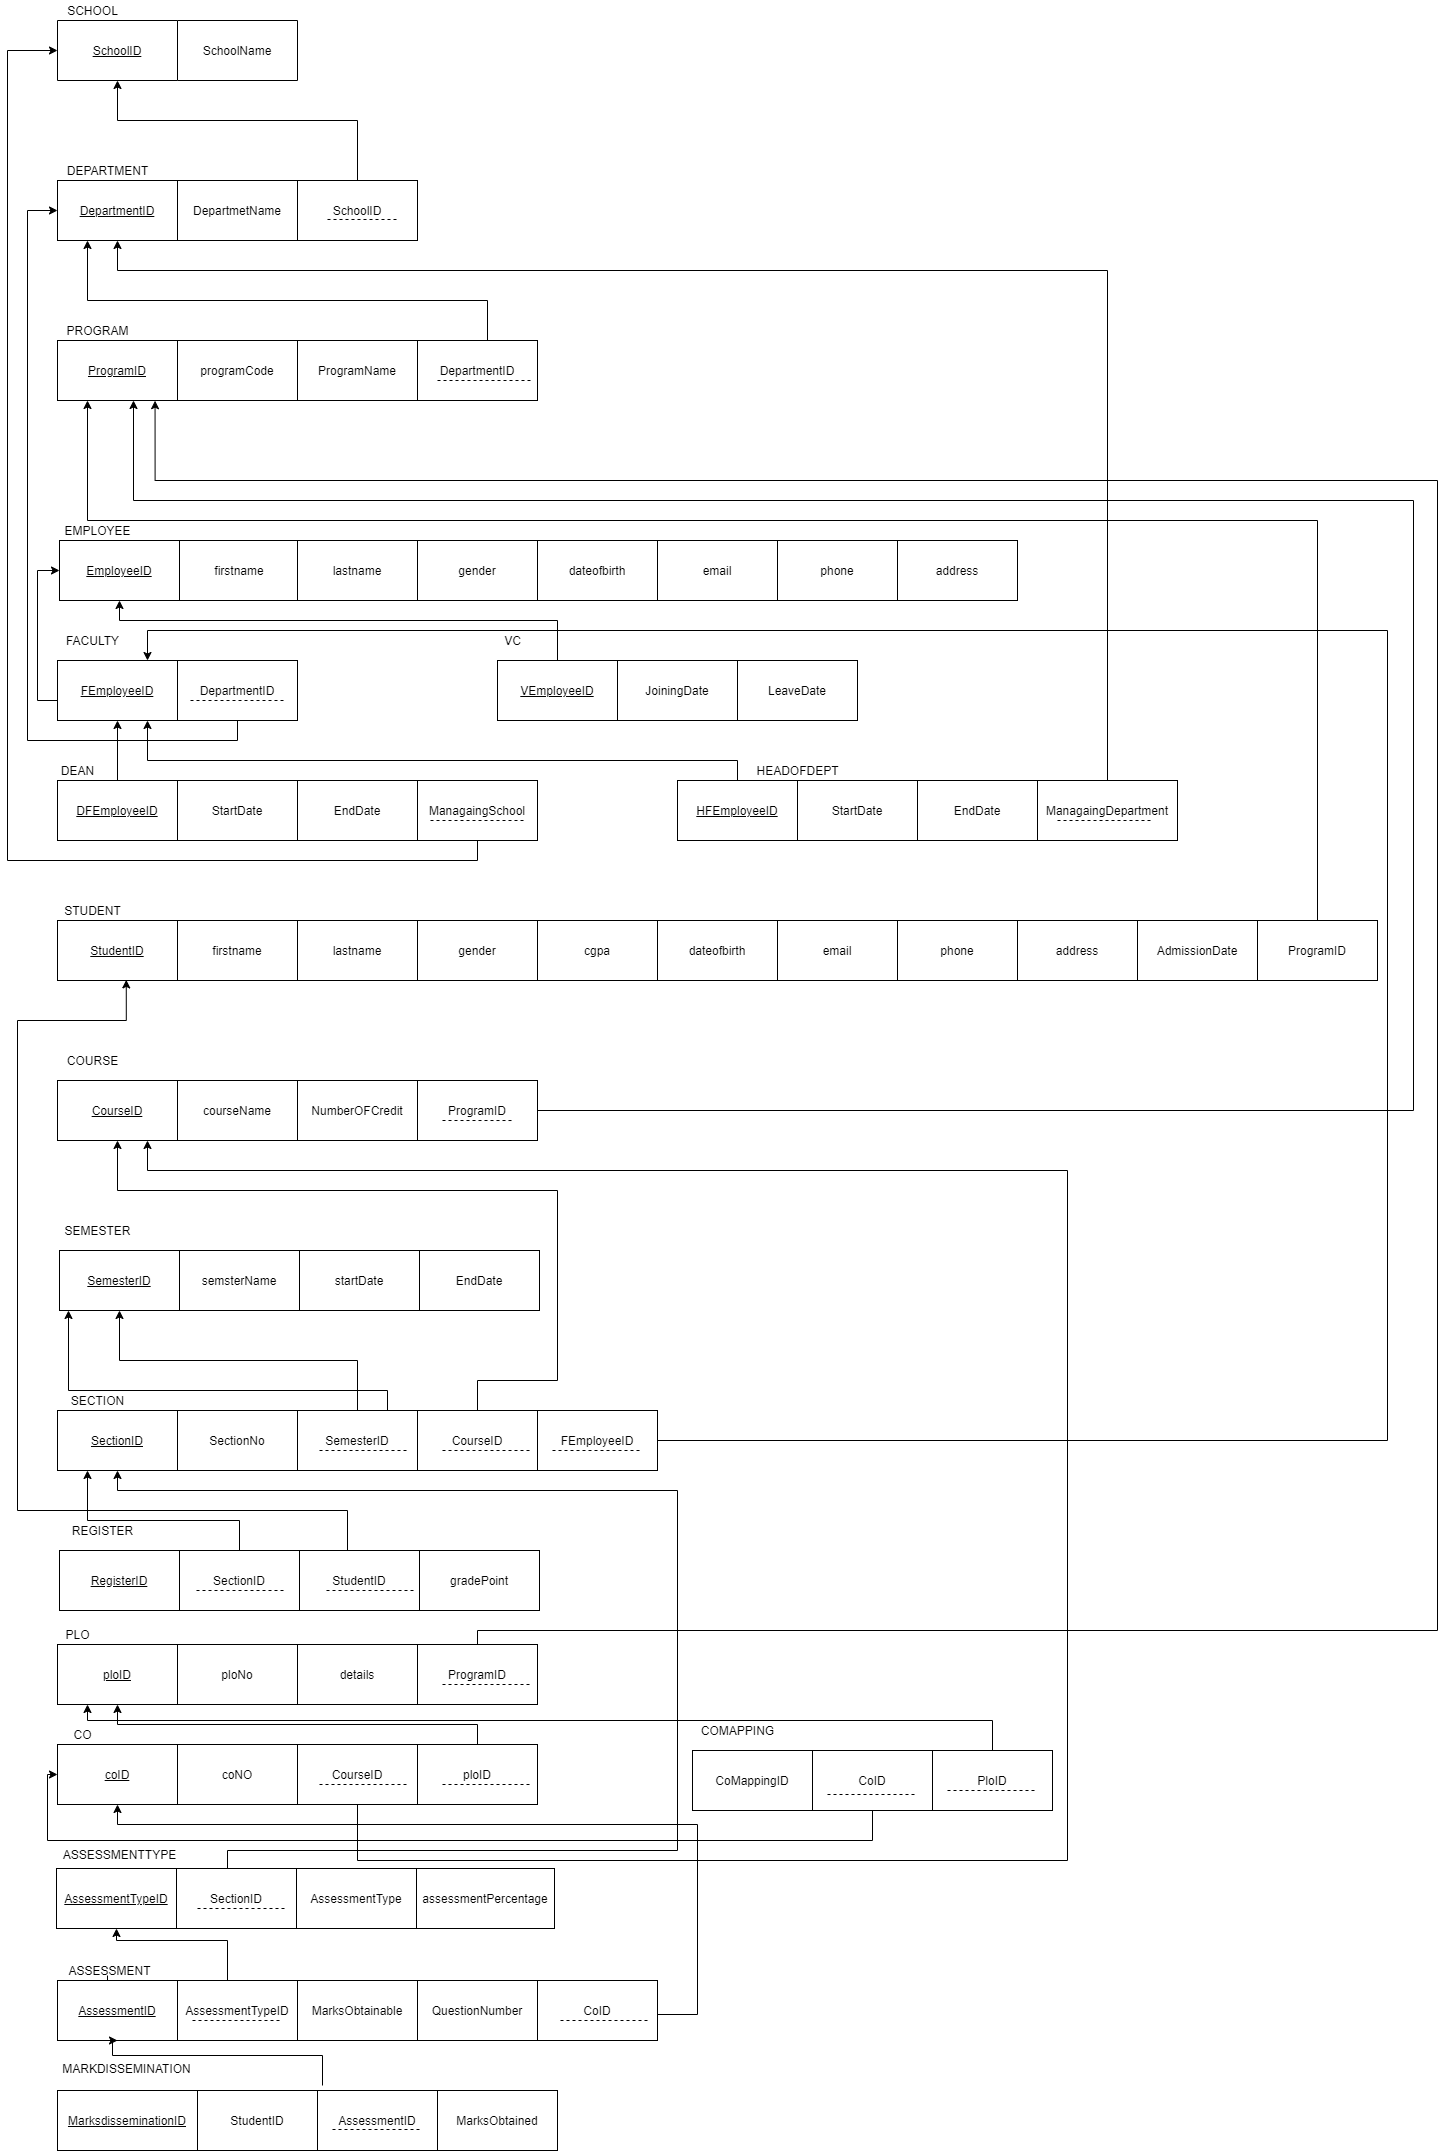 SCHOOL
SchoolID SchoolName
DEPARTMENT
DepartmentID DepartmetName SchoolID
PROGRAM
ProgramID programCode ProgramName DepartmentID
EMPLOYEE
EmployeeID firstname lastname gender dateofbirth email phone address
FACULTY VC
FEmployeeID DepartmentID VEmployeeID JoiningDate LeaveDate
DEAN HEADOFDEPT
DFEmployeeID StartDate EndDate ManagaingSchool HFEmployeeID StartDate EndDate ManagaingDepartment
STUDENT
StudentID firstname lastname gender cgpa dateofbirth email phone address AdmissionDate ProgramID
COURSE
CourseID courseName NumberOFCredit ProgramID
SEMESTER
SemesterID semsterName startDate EndDate
SECTION
SectionID SectionNo SemesterID CourseID FEmployeeID
REGISTER
RegisterID SectionID StudentID gradePoint
PLO
ploID ploNo details ProgramID
CO COMAPPING
coID coNO CourseID ploID CoMappingID CoID PloID
ASSESSMENTTYPE
AssessmentTypeID SectionID AssessmentType assessmentPercentage
ASSESSMENT
AssessmentID AssessmentTypeID MarksObtainable QuestionNumber CoID
MARKDISSEMINATION
MarksdisseminationID StudentID AssessmentID MarksObtained